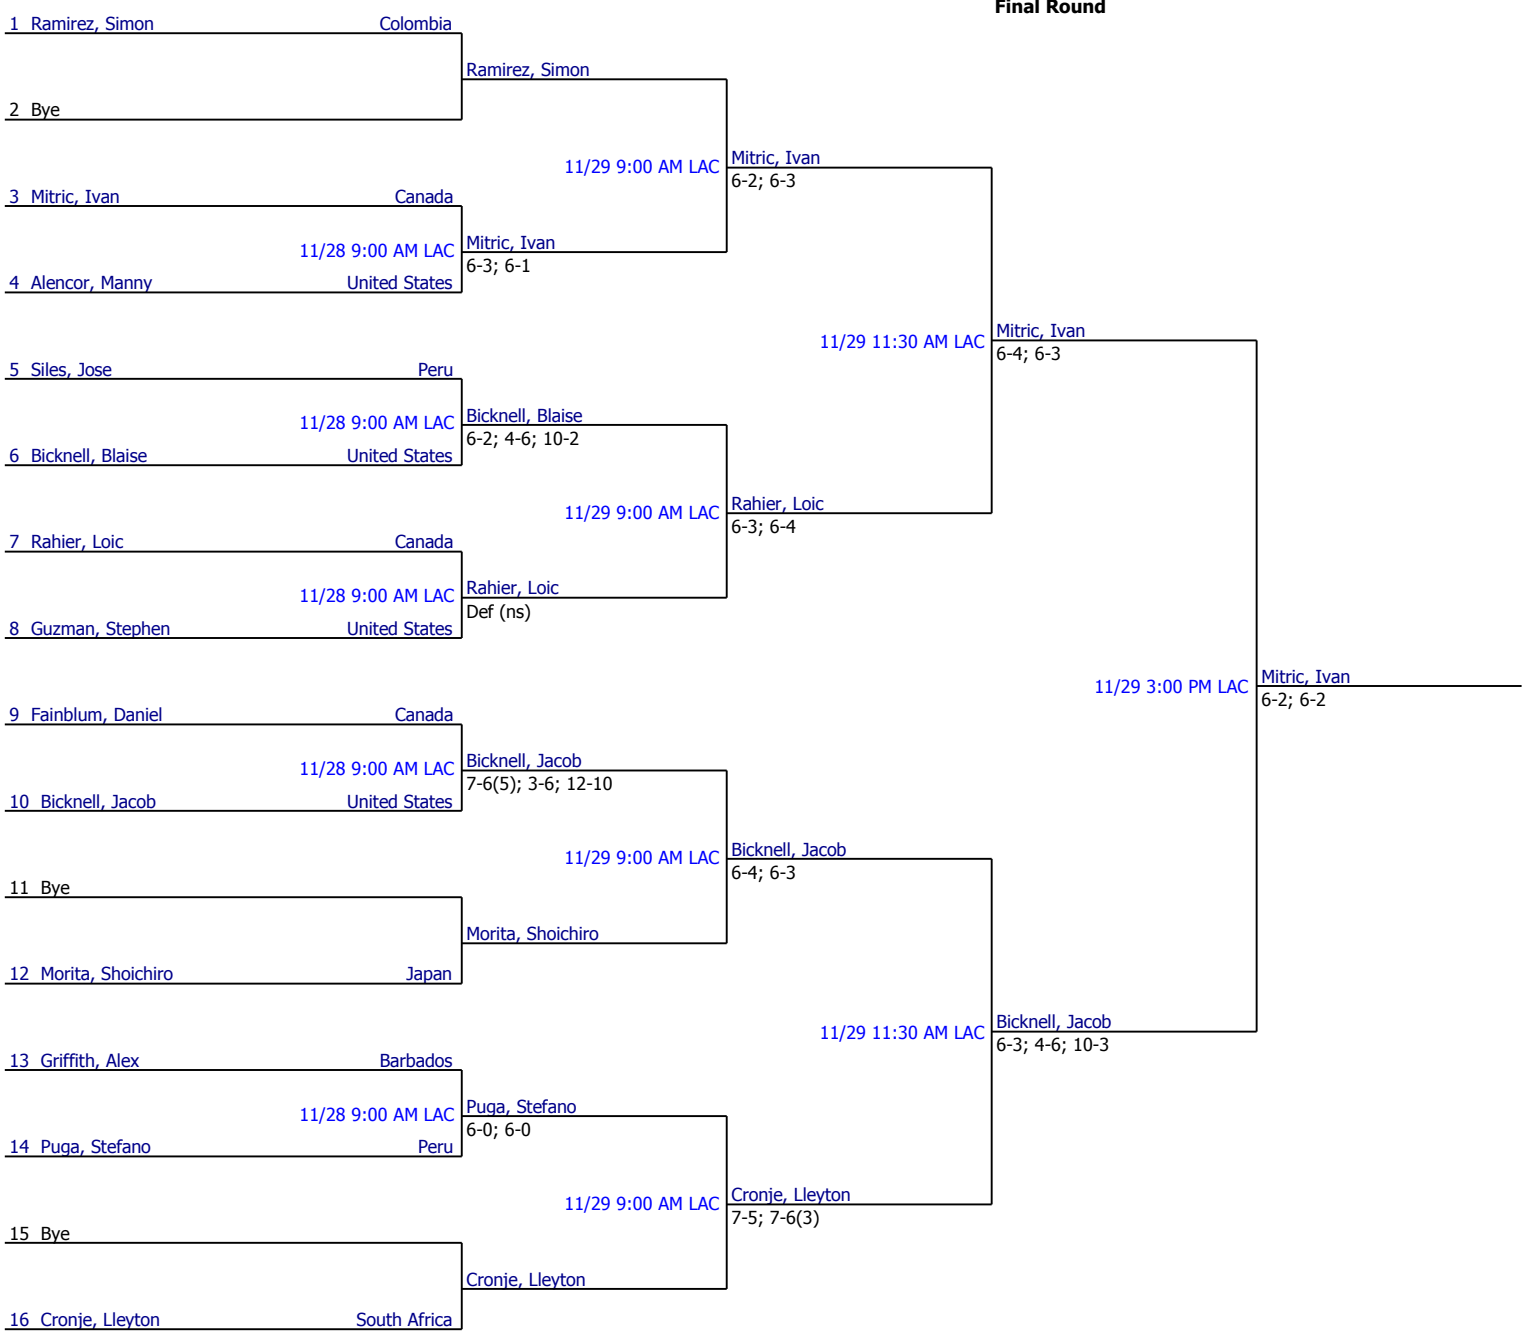 Final Round
1 Ramirez, Simon Colombia
Ramirez, Simon
2 Bye
11/29 9:00 AM LAC Mitric, Ivan
6-2; 6-3
3 Mitric, Ivan Canada
11/28 9:00 AM LAC Mitric, Ivan
6-3; 6-1
4 Alencor, Manny United States
11/29 11:30 AM LAC Mitric, Ivan
6-4; 6-3
5 Siles, Jose Peru
11/28 9:00 AM LAC Bicknell, Blaise
6-2; 4-6; 10-2
6 Bicknell, Blaise United States
11/29 9:00 AM LAC Rahier, Loic
6-3; 6-4
7 Rahier, Loic Canada
11/28 9:00 AM LAC Rahier, Loic
Def (ns)
8 Guzman, Stephen United States
11/29 3:00 PM LAC Mitric, Ivan
6-2; 6-2
9 Fainblum, Daniel Canada
11/28 9:00 AM LAC Bicknell, Jacob
7-6(5); 3-6; 12-10
10 Bicknell, Jacob United States
11/29 9:00 AM LAC Bicknell, Jacob
6-4; 6-3
11 Bye
Morita, Shoichiro
12 Morita, Shoichiro Japan
11/29 11:30 AM LAC Bicknell, Jacob
6-3; 4-6; 10-3
13 Griffith, Alex Barbados
11/28 9:00 AM LAC Puga, Stefano
6-0; 6-0
14 Puga, Stefano Peru
11/29 9:00 AM LAC Cronje, Lleyton
7-5; 7-6(3)
15 Bye
Cronje, Lleyton
16 Cronje, Lleyton South Africa